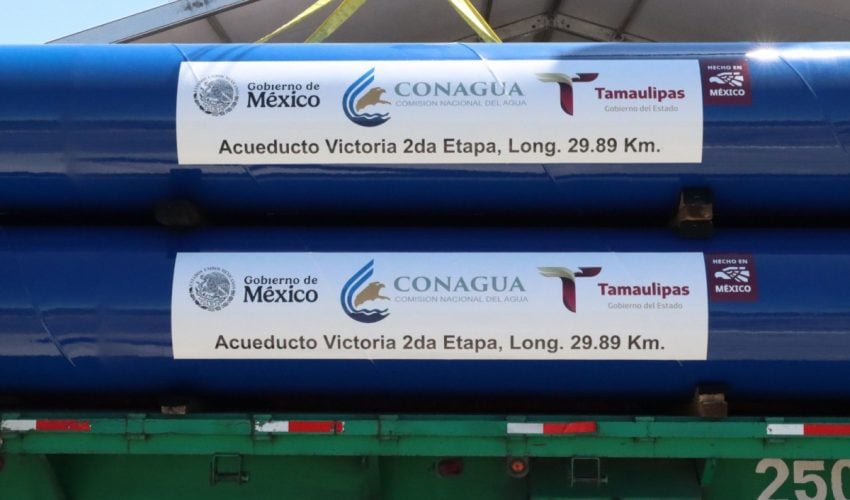 Gobierno de
México
CONAGUA
COMISIÓN NACIONAL DEL AGUA
Tamaulipas
Gobierno del Estado
HECHO EN
MÉXICO
Acueducto Victoria 2da Etapa, Long. 29.89 Km.
Gobierno de
México
CONAGUA
COMISIÓN NACIONAL DEL AGUA
Tamaulipas
Gobierno del Estado
HECHO EN
MÉXICO
Acueducto Victoria 2da Etapa, Long. 29.89 Km.
250